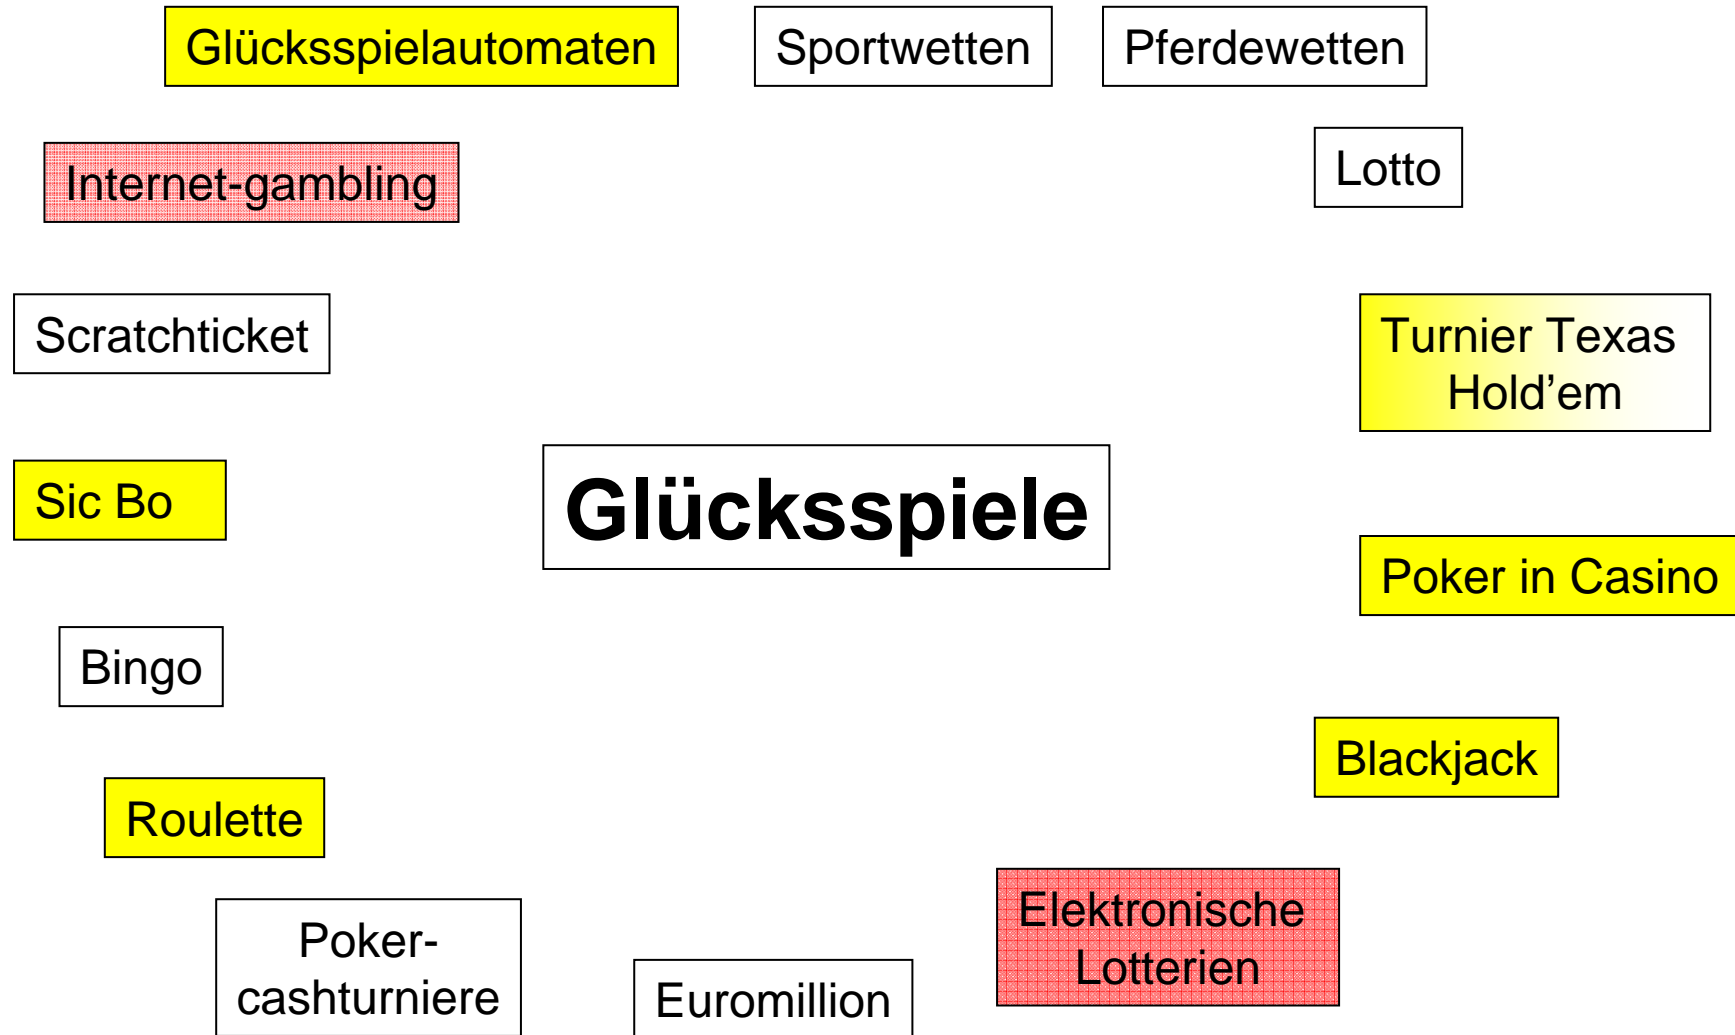 Glücksspielautomaten
Sportwetten
Pferdewetten
Lotto
Internet-gambling
Scratchticket
Turnier Texas
Hold’em
Sic Bo
Glücksspiele
Poker in Casino
Bingo
Blackjack
Roulette
Elektronische
Lotterien
Poker-
cashturniere
Euromillion